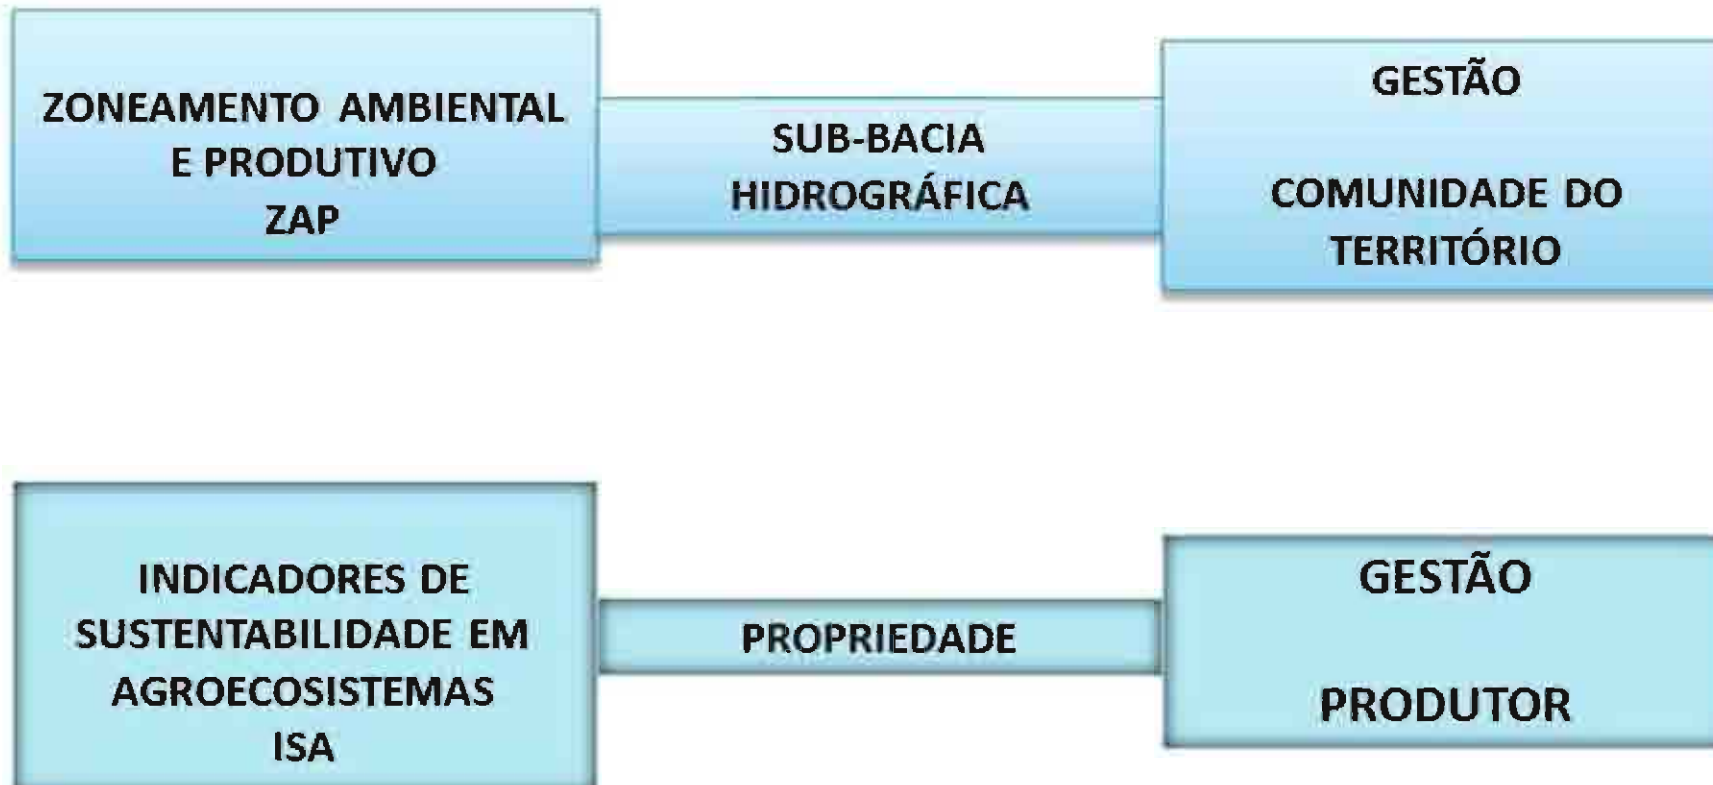 ZONEAMENTO AMBIENTAL
E PRODUTIVO
ZAP
SUB-BACIA
HIDROGRÁFICA
GESTÃO
COMUNIDADE DO
TERRITÓRIO
INDICADORES DE
SUSTENTABILIDADE EM
AGROECOSISTEMAS
ISA
PROPRIEDADE
GESTÃO
PRODUTOR